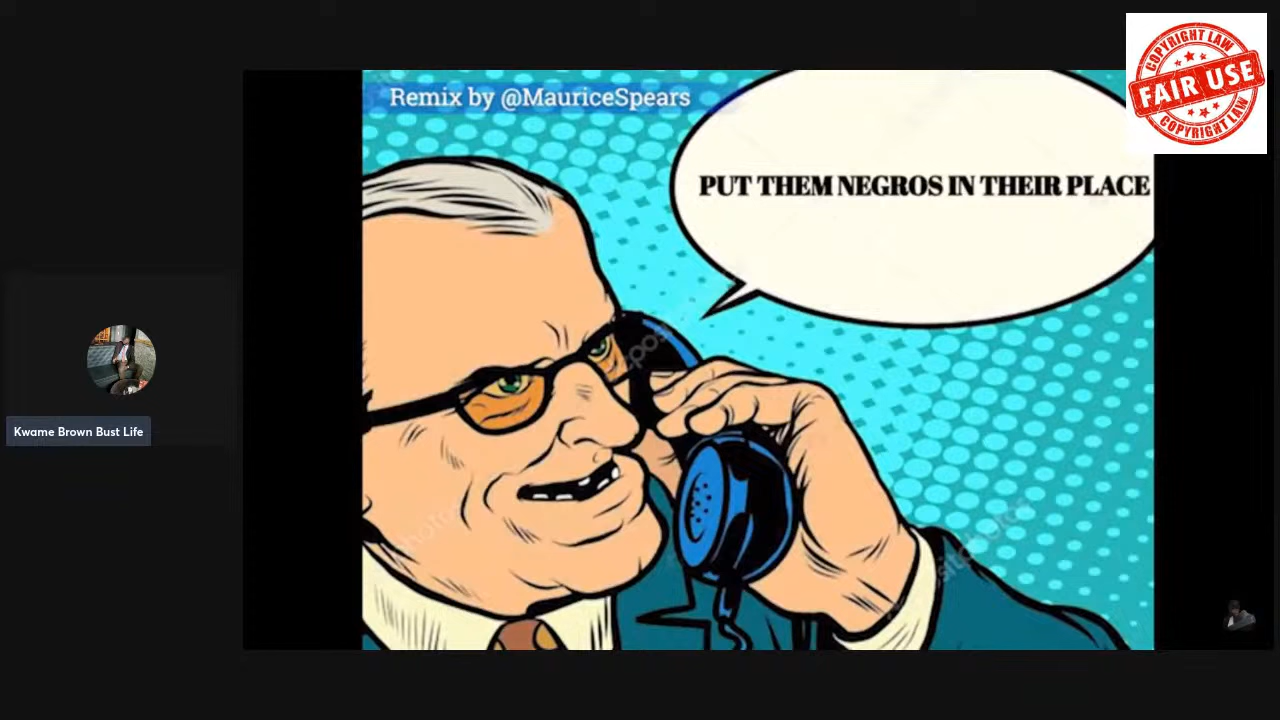 Remix by @MauriceSpears
PUT THEM NEGROS IN THEIR PLACE
COPYRIGHT LAW
FAIR USE
COPYRIGHT LAW
Kwame Brown Bust Life